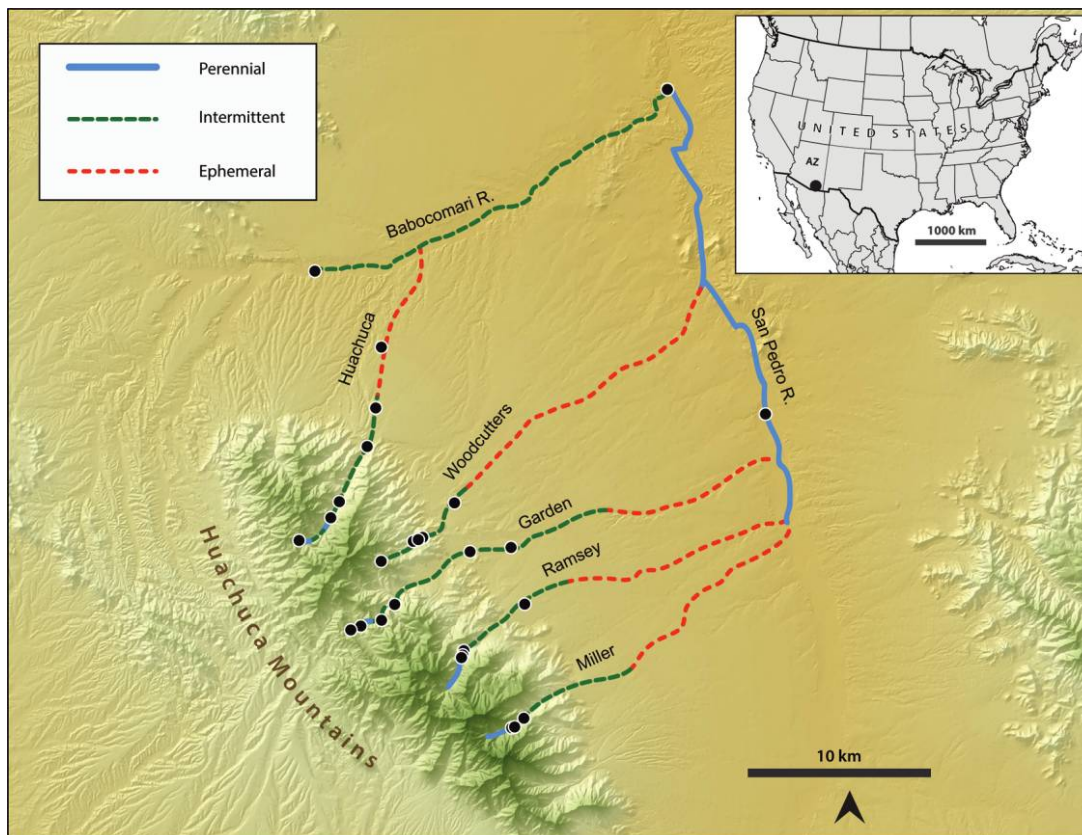 Perennial
Intermittent
Ephemeral
UNITED STATES
AZ
1000 km
Babocomari R.
Huachuca
San Pedro R.
Woodcutters
Garden
Ramsey
Miller
Huachuca Mountains
10 km